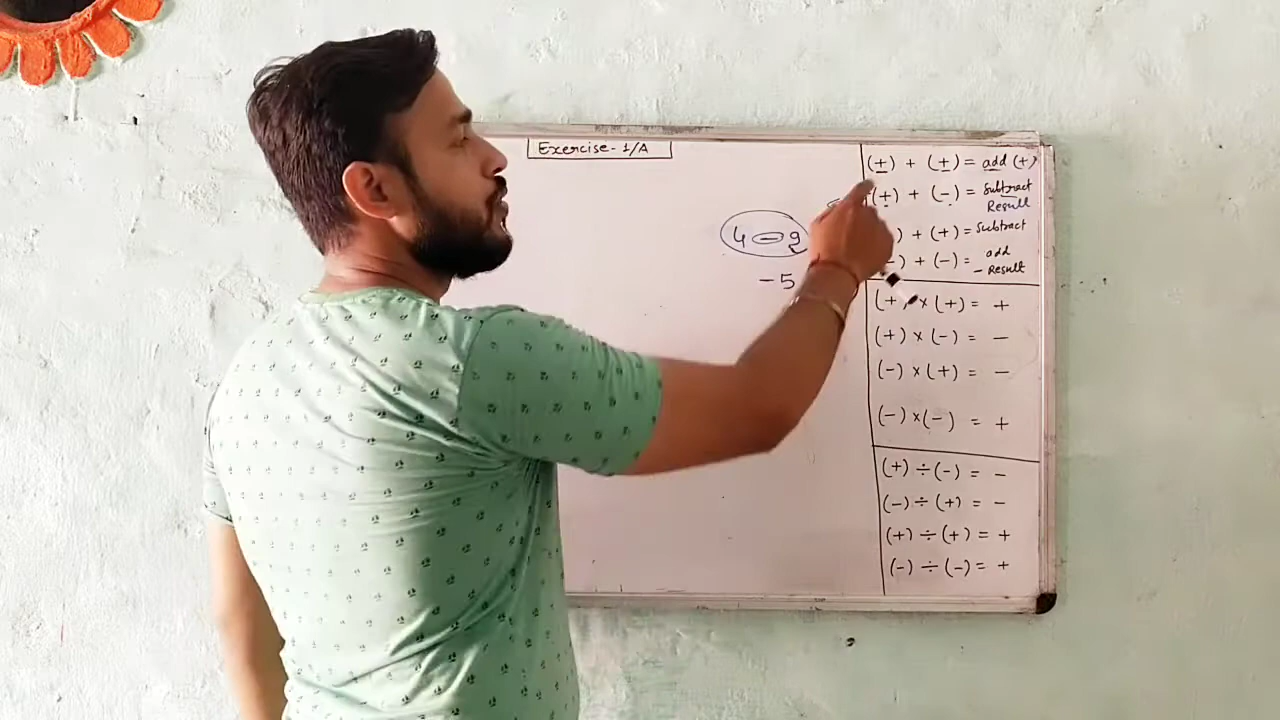 Exercise - 1/A
4 - 9
- 5
(+) + (+) = add (+)
(+) + (-) = Subtract
Result
) + (+) = Subtract
-) + (-) = add
- Result
(+) × (+) = +
(+) × (-) = -
(-) × (+) = -
(-) × (-) = +
(+) ÷ (-) = -
(-) ÷ (+) = -
(+) ÷ (+) = +
(-) ÷ (-) = +